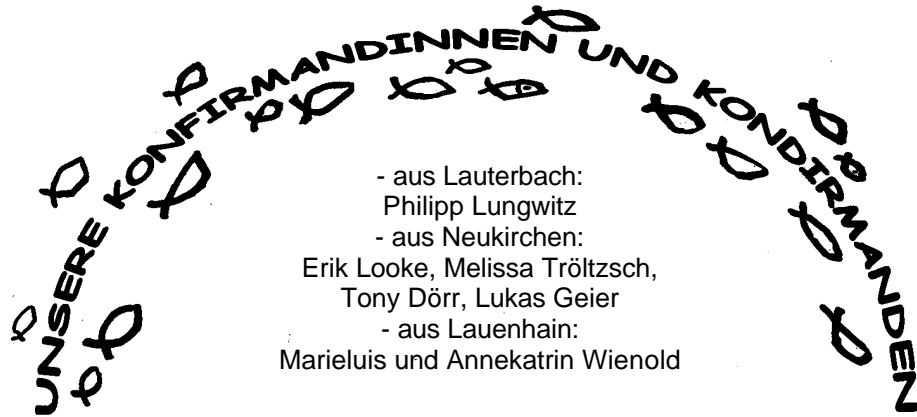 UNSERE KONFIRMANDINNEN UND KONDIRMANDEN
- aus Lauterbach:
Philipp Lungwitz
- aus Neukirchen:
Erik Looke, Melissa Tröltzsch,
Tony Dörr, Lukas Geier
- aus Lauenhain:
Marieluis und Annekatrin Wienold